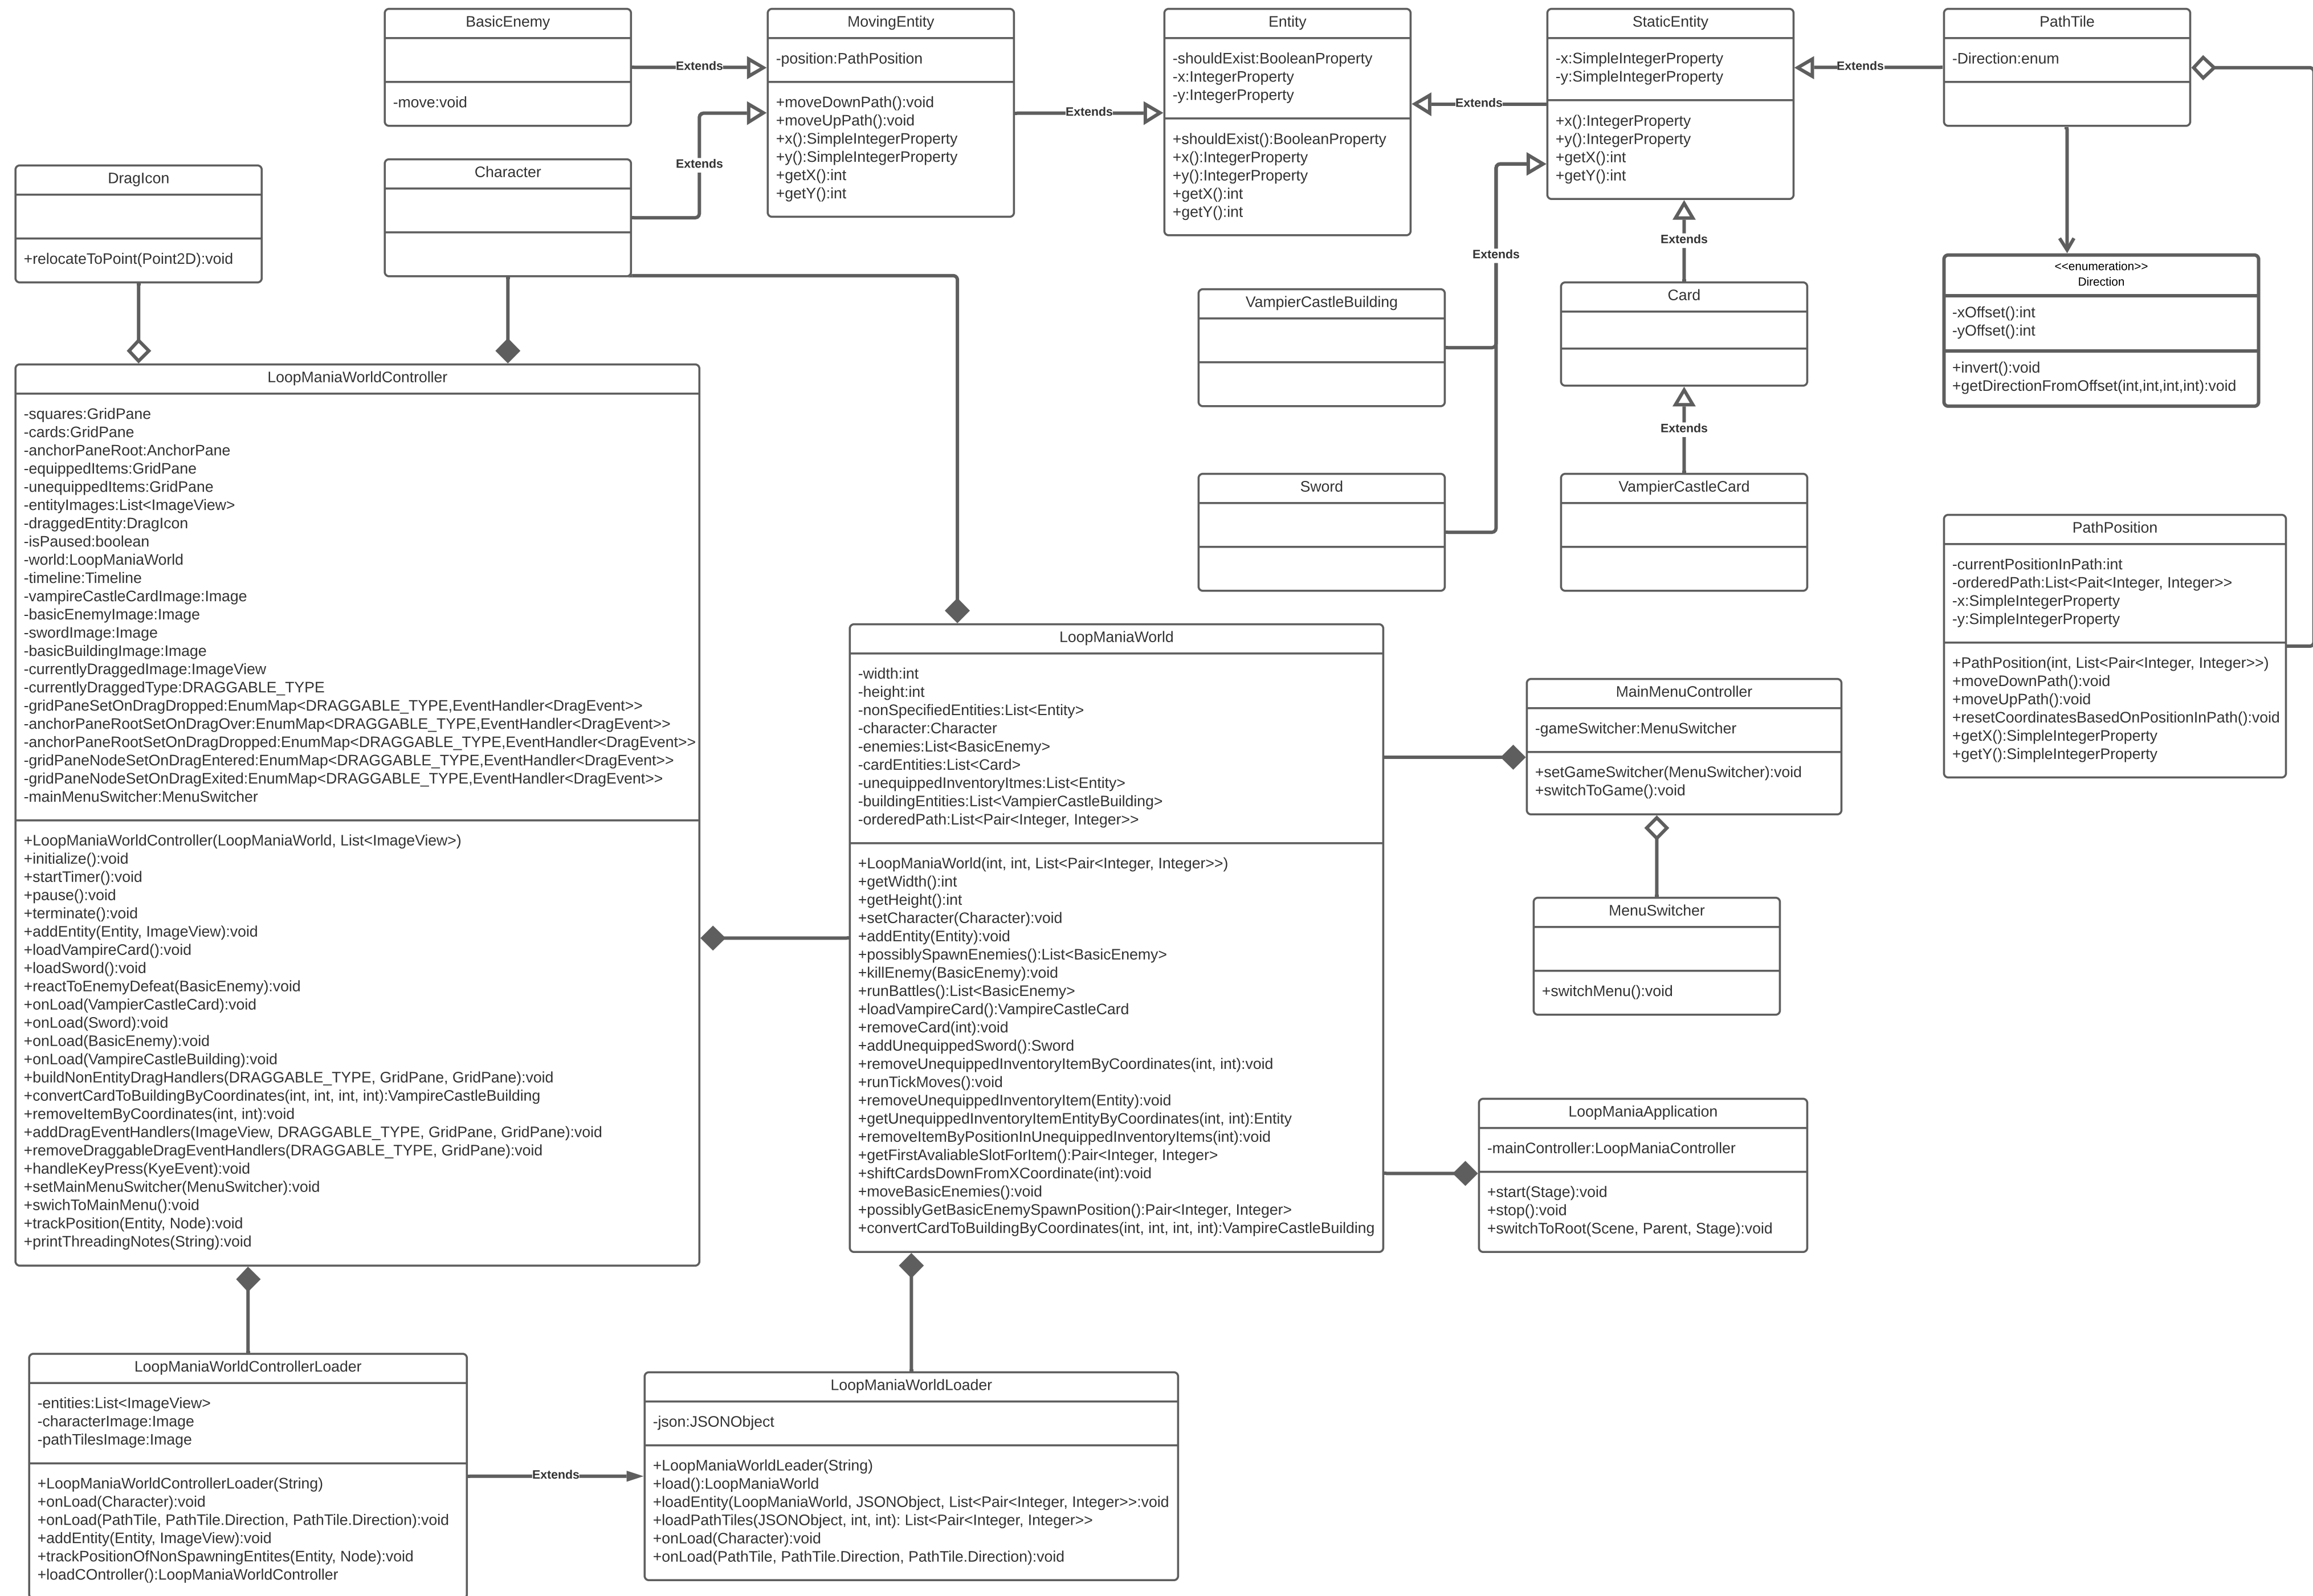 BasicEnemy
-move:void
Extends
MovingEntity
-position:PathPosition
+moveDownPath():void
+moveUpPath():void
+x():SimpleIntegerProperty
+y():SimpleIntegerProperty
+getX():int
+getY():int
Extends
Entity
-shouldExist:BooleanProperty
-x:IntegerProperty
-y:IntegerProperty
+shouldExist():BooleanProperty
+x():IntegerProperty
+y():IntegerProperty
+getX():int
+getY():int
Extends
StaticEntity
-x:SimpleIntegerProperty
-y:SimpleIntegerProperty
+x():IntegerProperty
+y():IntegerProperty
+getX():int
+getY():int
Extends
PathTile
-Direction:enum
DragIcon
+relocateToPoint(Point2D):void
Character
Extends
Extends
Extends
<<enumeration>>
Direction
-xOffset():int
-yOffset():int
+invert():void
+getDirectionFromOffset(int,int,int,int):void
VampierCastleBuilding
Card
Extends
Sword
VampierCastleCard
PathPosition
-currentPositionInPath:int
-orderedPath:List<Pait<Integer, Integer>>
-x:SimpleIntegerProperty
-y:SimpleIntegerProperty
+PathPosition(int, List<Pair<Integer, Integer>>)
+moveDownPath():void
+moveUpPath():void
+resetCoordinatesBasedOnPositionInPath():void
+getX():SimpleIntegerProperty
+getY():SimpleIntegerProperty
LoopManiaWorldController
-squares:GridPane
-cards:GridPane
-anchorPaneRoot:AnchorPane
-equippedItems:GridPane
-unequippedItems:GridPane
-entityImages:List<ImageView>
-draggedEntity:DragIcon
-isPaused:boolean
-world:LoopManiaWorld
-timeline:Timeline
-vampireCastleCardImage:Image
-basicEnemyImage:Image
-swordImage:Image
-basicBuildingImage:Image
-currentlyDraggedImage:ImageView
-currentlyDraggedType:DRAGGABLE_TYPE
-gridPaneSetOnDragDropped:EnumMap<DRAGGABLE_TYPE,EventHandler<DragEvent>>
-anchorPaneRootSetOnDragOver:EnumMap<DRAGGABLE_TYPE,EventHandler<DragEvent>>
-anchorPaneRootSetOnDragDropped:EnumMap<DRAGGABLE_TYPE,EventHandler<DragEvent>>
-gridPaneNodeSetOnDragEntered:EnumMap<DRAGGABLE_TYPE,EventHandler<DragEvent>>
-gridPaneNodeSetOnDragExited:EnumMap<DRAGGABLE_TYPE,EventHandler<DragEvent>>
-mainMenuSwitcher:MenuSwitcher
+LoopManiaWorldController(LoopManiaWorld, List<ImageView>)
+initialize():void
+startTimer():void
+pause():void
+terminate():void
+addEntity(Entity, ImageView):void
+loadVampireCard():void
+loadSword():void
+reactToEnemyDefeat(BasicEnemy):void
+onLoad(VampierCastleCard):void
+onLoad(Sword):void
+onLoad(BasicEnemy):void
+onLoad(VampireCastleBuilding):void
+buildNonEntityDragHandlers(DRAGGABLE_TYPE, GridPane, GridPane):void
+convertCardToBuildingByCoordinates(int, int, int, int):VampireCastleBuilding
+removeItemByCoordinates(int, int):void
+addDragEventHandlers(ImageView, DRAGGABLE_TYPE, GridPane, GridPane):void
+removeDraggableDragEventHandlers(DRAGGABLE_TYPE, GridPane):void
+handleKeyPress(KyeEvent):void
+setMainMenuSwitcher(MenuSwitcher):void
+swichToMainMenu():void
+trackPosition(Entity, Node):void
+printThreadingNotes(String):void
LoopManiaWorld
-width:int
-height:int
-nonSpecifiedEntities:List<Entity>
-character:Character
-enemies:List<BasicEnemy>
-cardEntities:List<Card>
-unequippedInventoryItmes:List<Entity>
-buildingEntities:List<VampierCastleBuilding>
-orderedPath:List<Pair<Integer, Integer>>
+LoopManiaWorld(int, int, List<Pair<Integer, Integer>>)
+getWidth():int
+getHeight():int
+setCharacter(Character):void
+addEntity(Entity):void
+possiblySpawnEnemies():List<BasicEnemy>
+killEnemy(BasicEnemy):void
+runBattles():List<BasicEnemy>
+loadVampireCard():VampireCastleCard
+removeCard(int):void
+addUnequippedSword():Sword
+removeUnequippedInventoryItemByCoordinates(int, int):void
+runTickMoves():void
+removeUnequippedInventoryItem(Entity):void
+getUnequippedInventoryItemEntityByCoordinates(int, int):Entity
+removeItemByPositionInUnequippedInventoryItems(int):void
+getFirstAvaliableSlotForItem():Pair<Integer, Integer>
+shiftCardsDownFromXCoordinate(int):void
+moveBasicEnemies():void
+possiblyGetBasicEnemySpawnPosition():Pair<Integer, Integer>
+convertCardToBuildingByCoordinates(int, int, int, int):VampireCastleBuilding
MainMenuController
-gameSwitcher:MenuSwitcher
+setGameSwitcher(MenuSwitcher):void
+switchToGame():void
MenuSwitcher
+switchMenu():void
LoopManiaApplication
-mainController:LoopManiaController
+start(Stage):void
+stop():void
+switchToRoot(Scene, Parent, Stage):void
LoopManiaWorldControllerLoader
-entities:List<ImageView>
-characterImage:Image
-pathTilesImage:Image
+LoopManiaWorldControllerLoader(String)
+onLoad(Character):void
+onLoad(PathTile, PathTile.Direction, PathTile.Direction):void
+addEntity(Entity, ImageView):void
+trackPositionOfNonSpawningEntites(Entity, Node):void
+loadCOntroller():LoopManiaWorldController
Extends
LoopManiaWorldLoader
-json:JSONObject
+LoopManiaWorldLeader(String)
+load():LoopManiaWorld
+loadEntity(LoopManiaWorld, JSONObject, List<Pair<Integer, Integer>>:void
+loadPathTiles(JSONObject, int, int): List<Pair<Integer, Integer>>
+onLoad(Character):void
+onLoad(PathTile, PathTile.Direction, PathTile.Direction):void